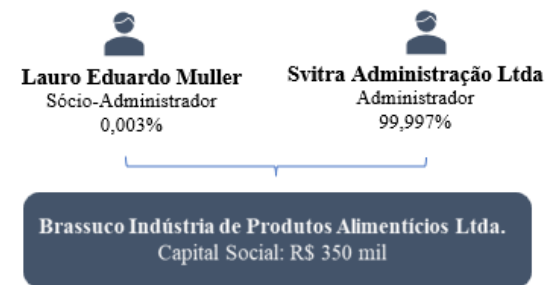 Lauro Eduardo Muller
Sócio-Administrador
0,003%
Svitra Administração Ltda
Administrador
99,997%
Brassuco Indústria de Produtos Alimentícios Ltda.
Capital Social: R$ 350 mil